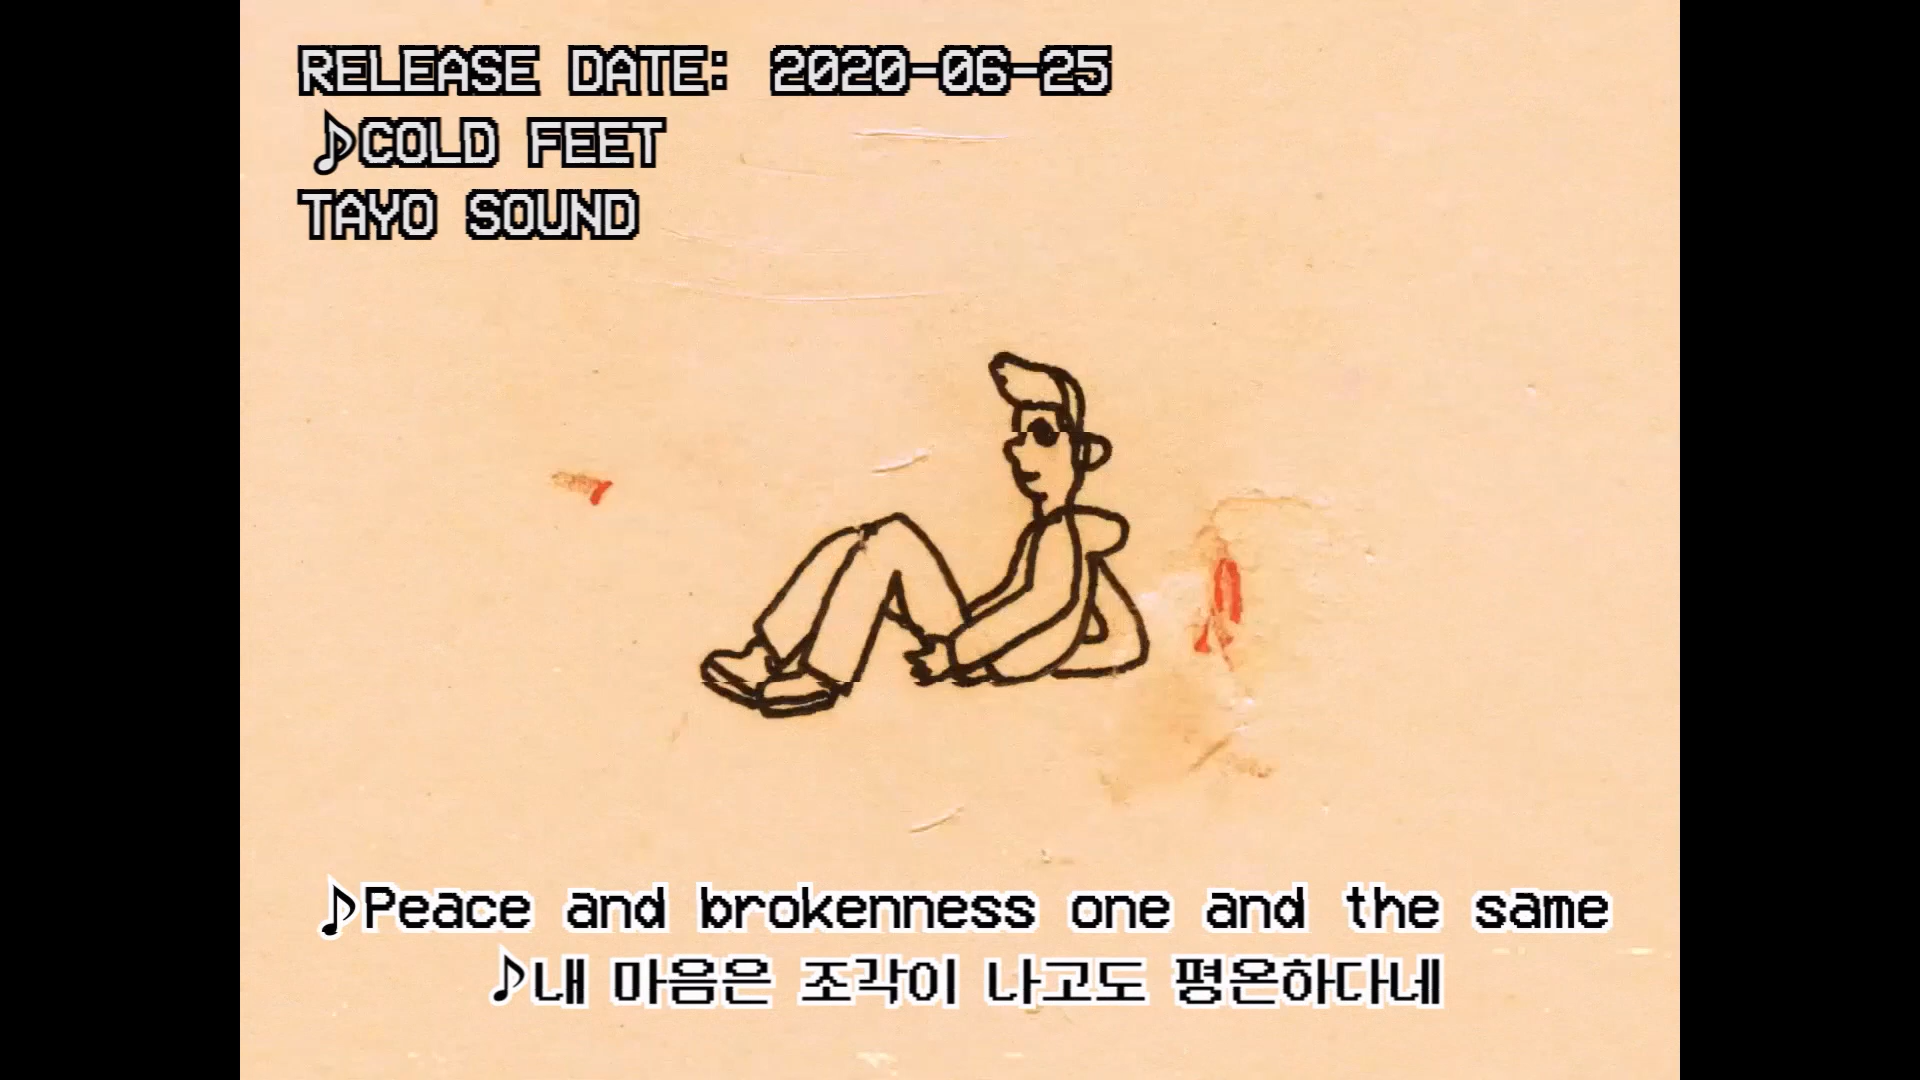 RELEASE DATE: 2020-06-25
♪COLD FEET
TAYO SOUND
♪Peace and brokenness one and the same
♪내 마음은 조각이 나고도 평온하다네